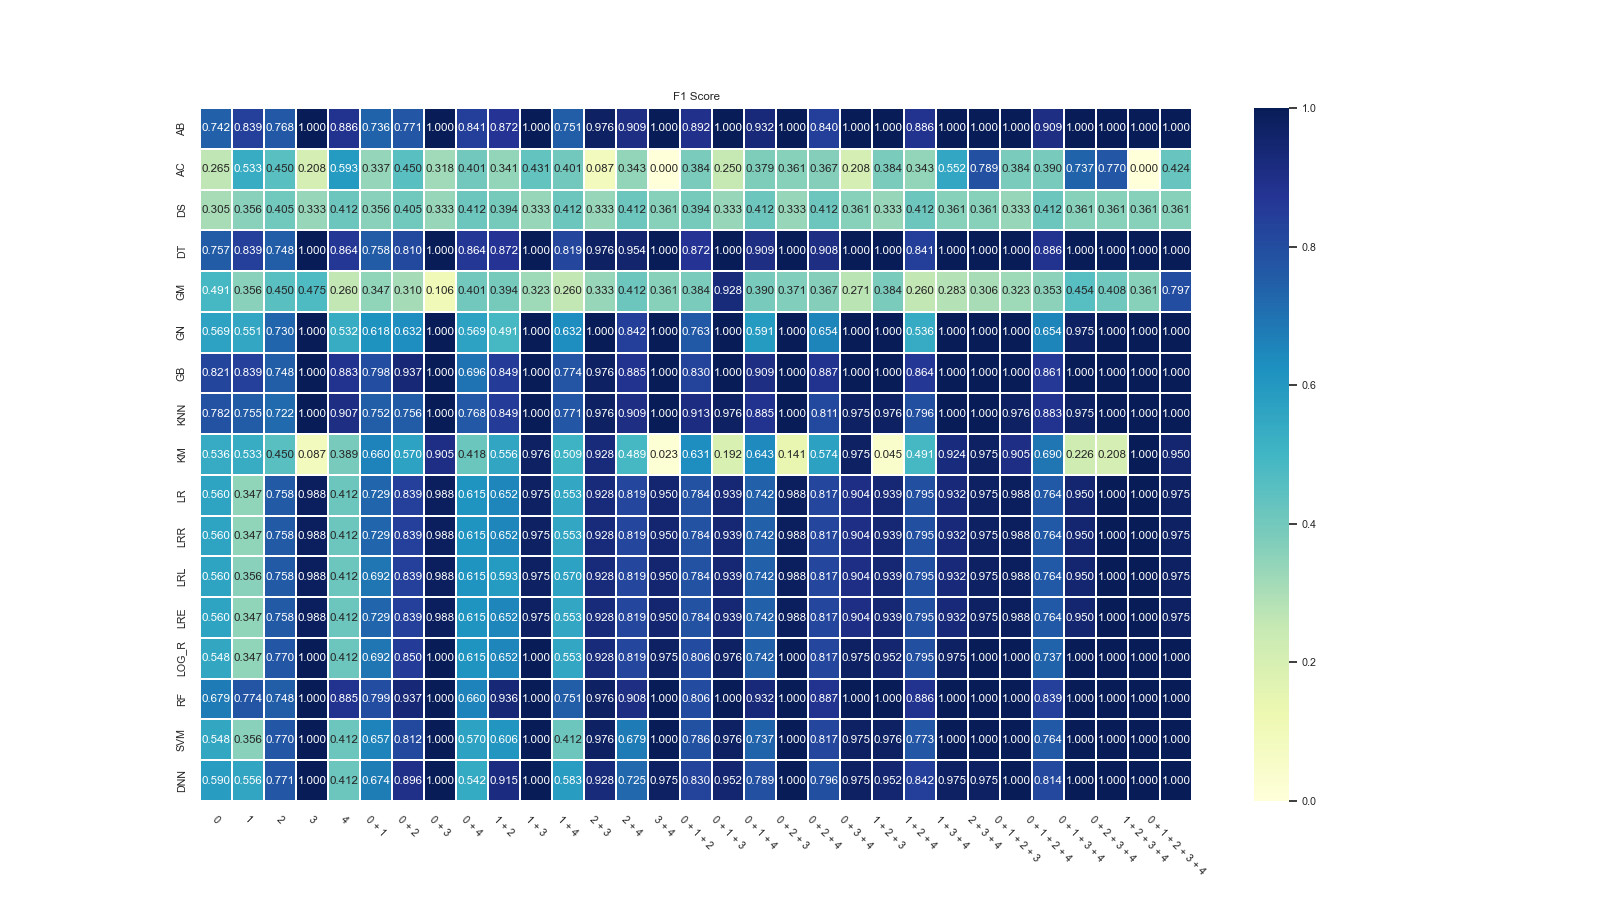 F1 Score
AB 0.742 0.839 0.768 1.000 0.886 0.736 0.771 1.000 0.841 0.872 1.000 0.751 0.976 0.909 1.000 0.892 1.000 0.932 1.000 0.840 1.000 1.000 0.886 1.000 1.000 1.000 0.909 1.000 1.000 1.000 1.000
AC 0.265 0.533 0.450 0.208 0.593 0.337 0.450 0.318 0.401 0.341 0.431 0.401 0.087 0.343 0.000 0.384 0.250 0.379 0.361 0.367 0.208 0.384 0.343 0.552 0.789 0.384 0.390 0.737 0.770 0.000 0.424
DS 0.305 0.356 0.405 0.333 0.412 0.356 0.405 0.333 0.412 0.394 0.333 0.412 0.333 0.412 0.361 0.394 0.333 0.412 0.333 0.412 0.361 0.333 0.412 0.361 0.361 0.333 0.412 0.361 0.361 0.361 0.361
DT 0.757 0.839 0.748 1.000 0.864 0.758 0.810 1.000 0.864 0.872 1.000 0.819 0.976 0.954 1.000 0.872 1.000 0.909 1.000 0.908 1.000 1.000 0.841 1.000 1.000 1.000 0.886 1.000 1.000 1.000 1.000
GM 0.491 0.356 0.450 0.475 0.260 0.347 0.310 0.106 0.401 0.394 0.323 0.260 0.333 0.412 0.361 0.384 0.928 0.390 0.371 0.367 0.271 0.384 0.260 0.283 0.306 0.323 0.353 0.454 0.408 0.361 0.797
GN 0.569 0.551 0.730 1.000 0.532 0.618 0.632 1.000 0.569 0.491 1.000 0.632 1.000 0.842 1.000 0.763 1.000 0.591 1.000 0.654 1.000 1.000 0.536 1.000 1.000 1.000 0.654 0.975 1.000 1.000 1.000
GB 0.821 0.839 0.748 1.000 0.883 0.798 0.937 1.000 0.696 0.849 1.000 0.774 0.976 0.885 1.000 0.830 1.000 0.909 1.000 0.887 1.000 1.000 0.864 1.000 1.000 1.000 0.861 1.000 1.000 1.000 1.000
KNN 0.782 0.755 0.722 1.000 0.907 0.752 0.756 1.000 0.768 0.849 1.000 0.771 0.976 0.909 1.000 0.913 0.976 0.885 1.000 0.811 0.975 0.976 0.796 1.000 1.000 0.976 0.883 0.975 1.000 1.000 1.000
KM 0.536 0.533 0.450 0.087 0.389 0.660 0.570 0.905 0.418 0.556 0.976 0.509 0.928 0.489 0.023 0.631 0.192 0.643 0.141 0.574 0.975 0.045 0.491 0.924 0.975 0.905 0.690 0.226 0.208 1.000 0.950
LR 0.560 0.347 0.758 0.988 0.412 0.729 0.839 0.988 0.615 0.652 0.975 0.553 0.928 0.819 0.950 0.784 0.939 0.742 0.988 0.817 0.904 0.939 0.795 0.932 0.975 0.988 0.764 0.950 1.000 1.000 0.975
LRR 0.560 0.347 0.758 0.988 0.412 0.729 0.839 0.988 0.615 0.652 0.975 0.553 0.928 0.819 0.950 0.784 0.939 0.742 0.988 0.817 0.904 0.939 0.795 0.932 0.975 0.988 0.764 0.950 1.000 1.000 0.975
LRL 0.560 0.356 0.758 0.988 0.412 0.692 0.839 0.988 0.615 0.593 0.975 0.570 0.928 0.819 0.950 0.784 0.939 0.742 0.988 0.817 0.904 0.939 0.795 0.932 0.975 0.988 0.764 0.950 1.000 1.000 0.975
LRE 0.560 0.347 0.758 0.988 0.412 0.729 0.839 0.988 0.615 0.652 0.975 0.553 0.928 0.819 0.950 0.784 0.939 0.742 0.988 0.817 0.904 0.939 0.795 0.932 0.975 0.988 0.764 0.950 1.000 1.000 0.975
LOG_R 0.548 0.347 0.770 1.000 0.412 0.692 0.850 1.000 0.615 0.652 1.000 0.553 0.928 0.819 0.975 0.806 0.976 0.742 1.000 0.817 0.975 0.952 0.795 0.975 1.000 1.000 0.737 1.000 1.000 1.000 1.000
RF 0.679 0.774 0.748 1.000 0.885 0.799 0.937 1.000 0.660 0.936 1.000 0.751 0.976 0.908 1.000 0.806 1.000 0.932 1.000 0.887 1.000 1.000 0.886 1.000 1.000 1.000 0.839 1.000 1.000 1.000 1.000
SVM 0.548 0.356 0.770 1.000 0.412 0.657 0.812 1.000 0.570 0.606 1.000 0.412 0.976 0.679 1.000 0.786 0.976 0.737 1.000 0.817 0.975 0.976 0.773 1.000 1.000 1.000 0.764 1.000 1.000 1.000 1.000
DNN 0.590 0.556 0.771 1.000 0.412 0.674 0.896 1.000 0.542 0.915 1.000 0.583 0.928 0.725 0.975 0.830 0.952 0.789 1.000 0.796 0.975 0.952 0.842 0.975 0.975 1.000 0.814 1.000 1.000 1.000 1.000
0 1 2 3 4 0 + 1 0 + 2 0 + 3 0 + 4 1 + 2 1 + 3 1 + 4 2 + 3 2 + 4 3 + 4 0 + 1 + 2 0 + 1 + 3 0 + 1 + 4 0 + 2 + 3 0 + 2 + 4 0 + 3 + 4 1 + 2 + 3 1 + 2 + 4 1 + 3 + 4 2 + 3 + 4 0 + 1 + 2 + 3 0 + 1 + 2 + 4 0 + 1 + 3 + 4 0 + 2 + 3 + 4 1 + 2 + 3 + 4 0 + 1 + 2 + 3 + 4
1.0
0.8
0.6
0.4
0.2
0.0